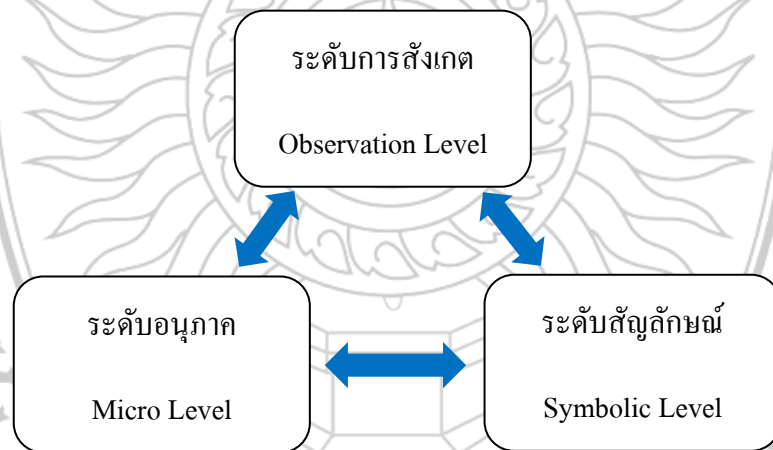 ระดับการสังเกต
Observation Level
ระดับอนุภาค
Micro Level
ระดับสัญลักษณ์
Symbolic Level